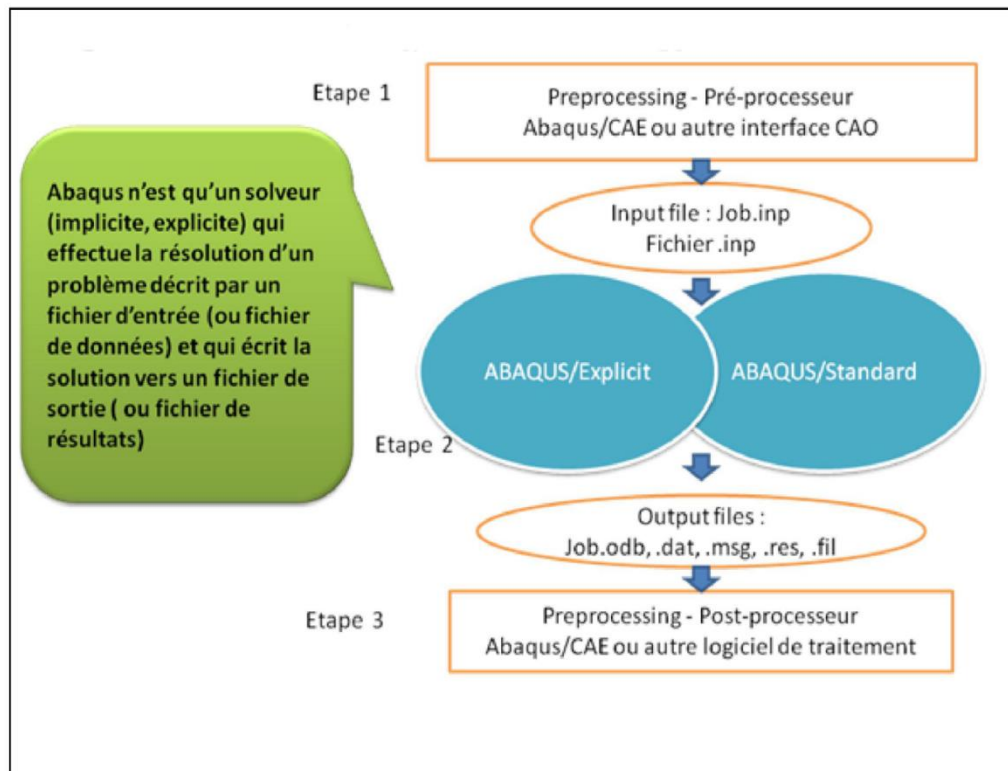 Etape 1
Preprocessing - Pré-processeur
Abaqus/CAE ou autre interface CAO
Abaqus n’est qu’un solveur
(implicite, explicite) qui
effectue la résolution d’un
problème décrit par un
fichier d’entrée (ou fichier
de données) et qui écrit la
solution vers un fichier de
sortie ( ou fichier de
résultats)
Input file : Job.inp
Fichier .inp
ABAQUS/Explicit
ABAQUS/Standard
Etape 2
Output files :
Job.odb, .dat, .msg, .res, .fil
Etape 3
Preprocessing - Post-processeur
Abaqus/CAE ou autre logiciel de traitement